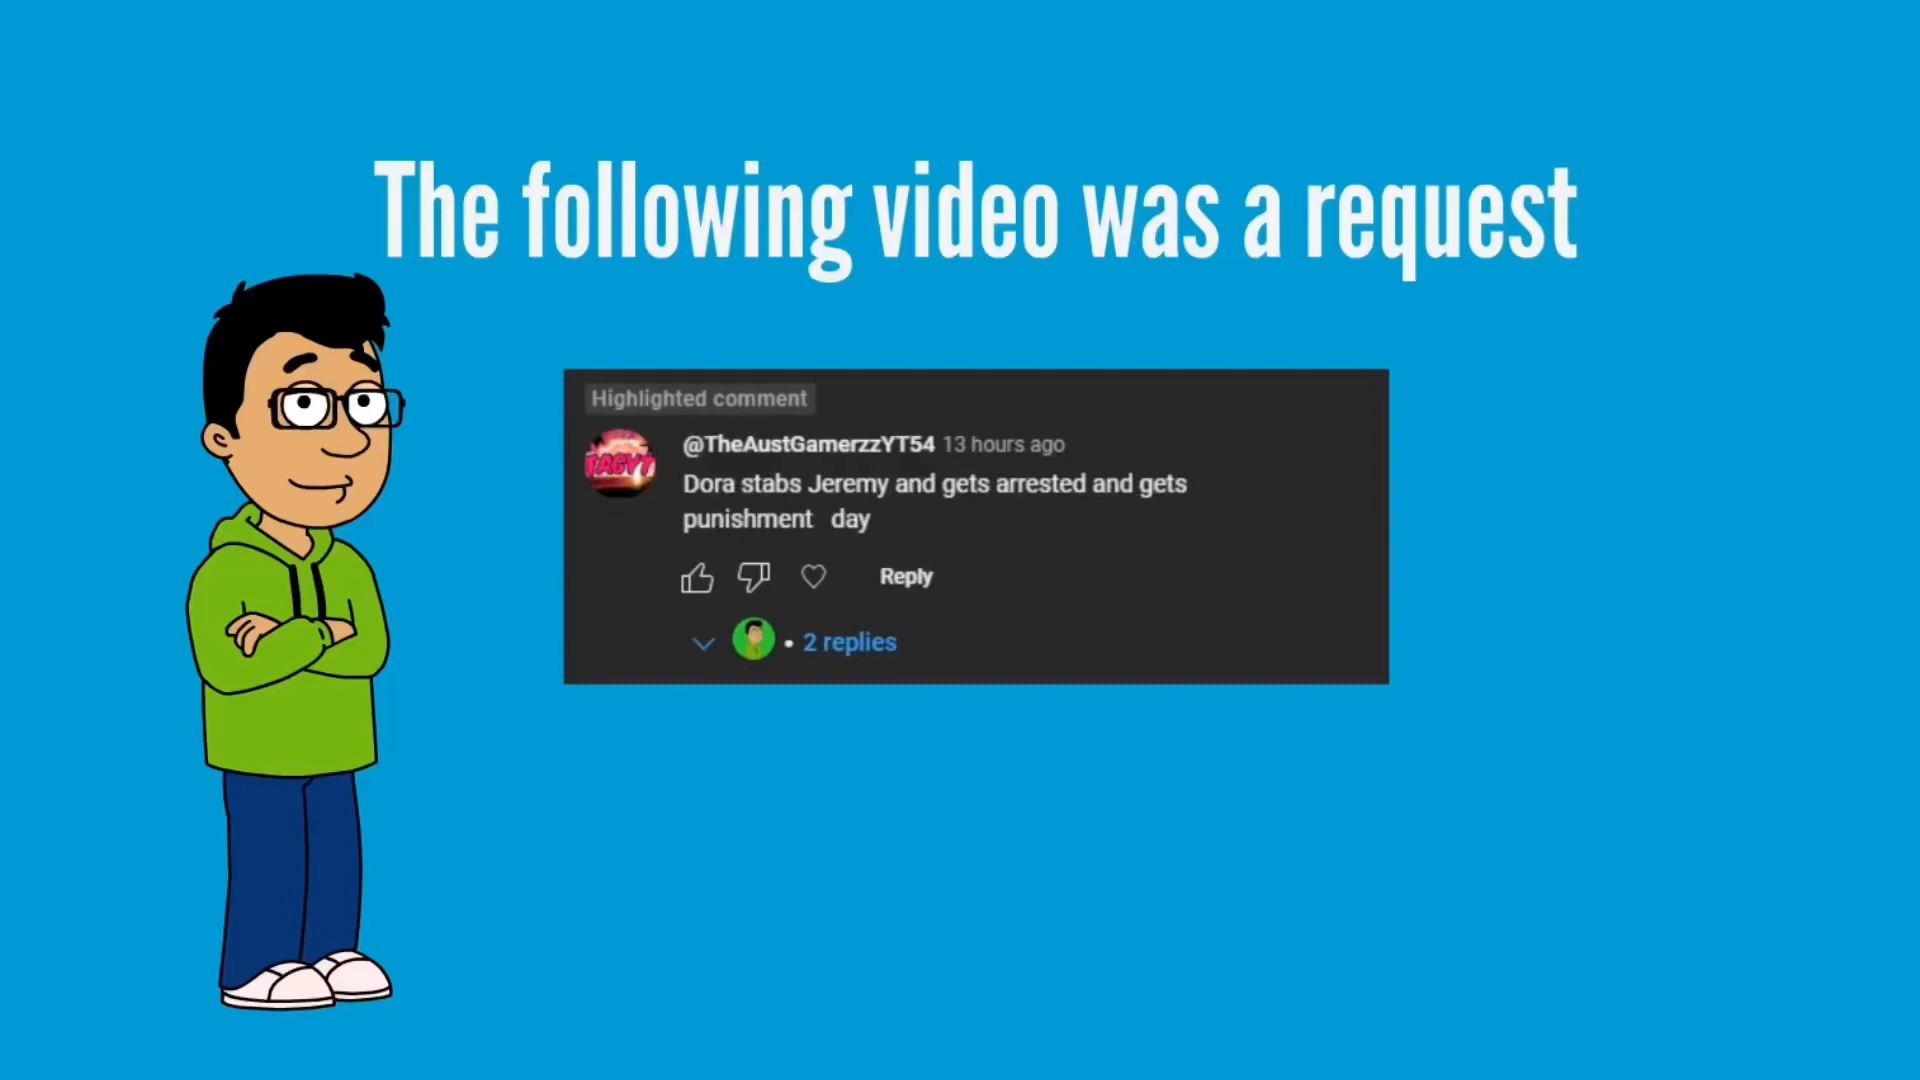 The following video was a request
Highlighted comment
@TheAustGamerzzYT54 13 hours ago
TAGYT
Dora stabs Jeremy and gets arrested and gets
punishment day
Reply
• 2 replies